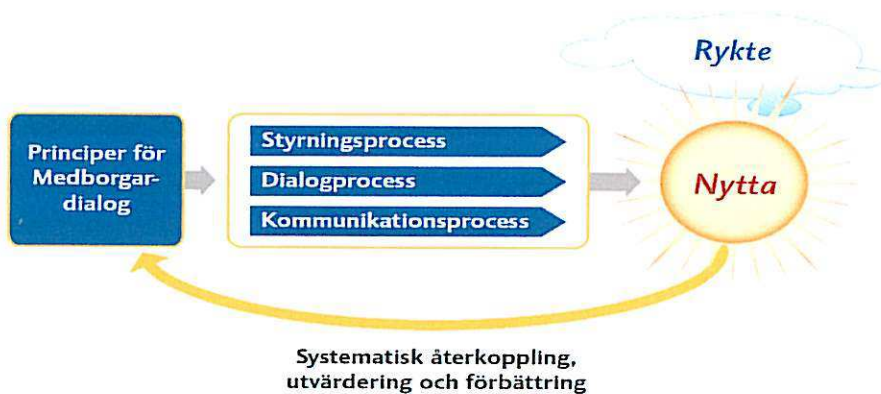 Rykte
Principer för
Medborgar-
dialog
Styrningsprocess
Dialogprocess
Kommunikationsprocess
Nytta
Systematisk återkoppling,
utvärdering och förbättring